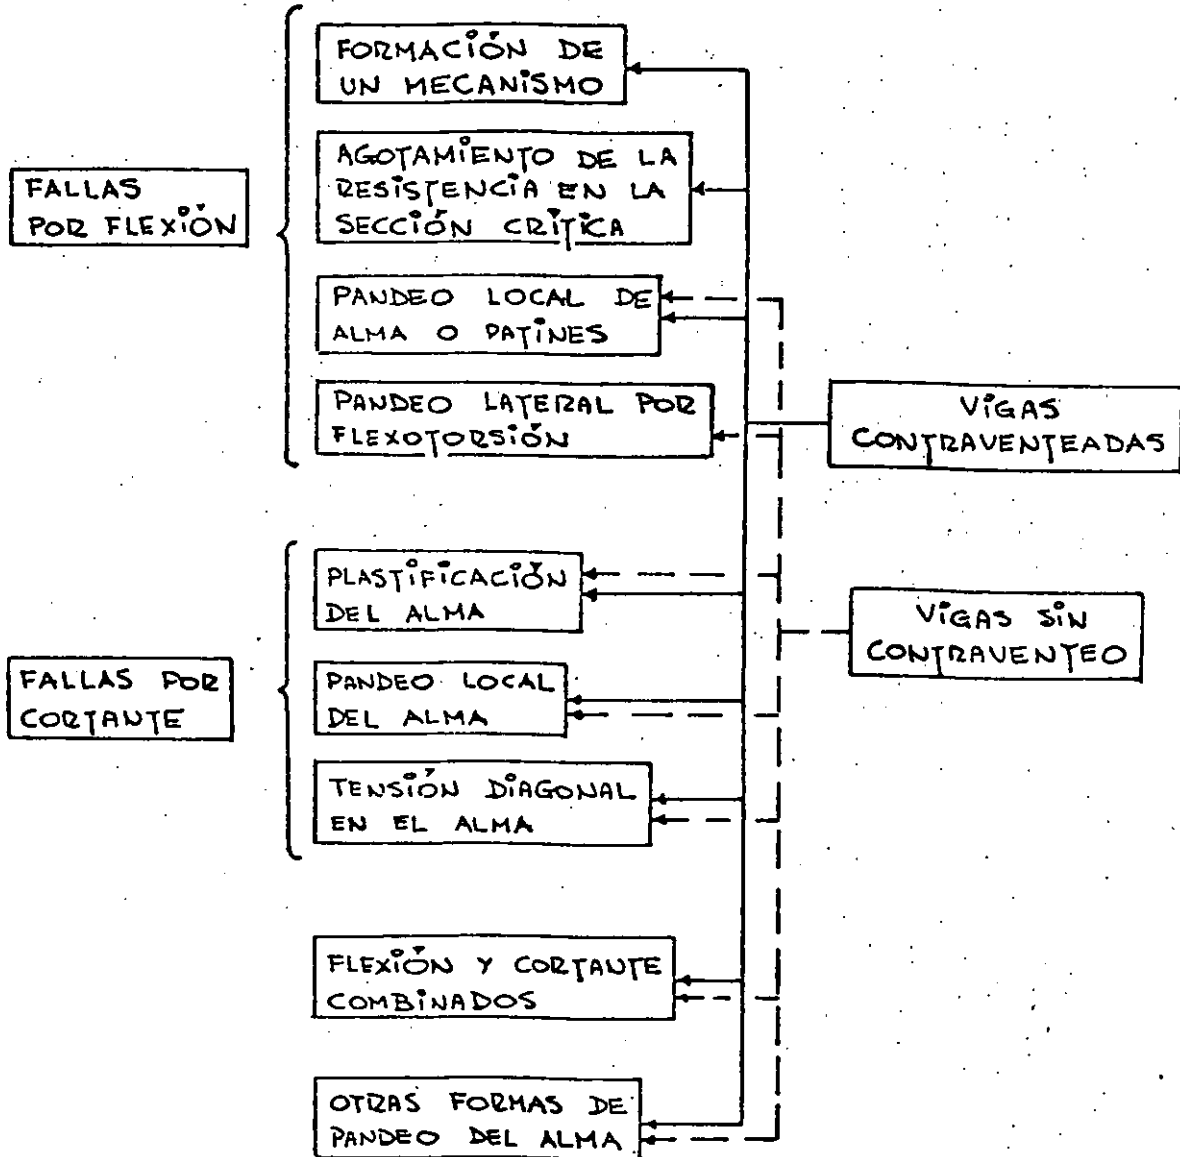 FORMACIÓN DE
UN MECANISMO
AGOTAMIENTO DE LA
RESISTENCIA EN LA
SECCIÓN CRÍTICA
FALLAS
POR FLEXIÓN
PANDEO LOCAL DE
ALMA O PATINES
PANDEO LATERAL POR
FLEXOTORSIÓN
VIGAS
CONTRAVENTEADAS
PLASTIFICACIÓN
DEL ALMA
VIGAS SIN
CONTRAVENTEO
FALLAS POR
CORTANTE
PANDEO LOCAL
DEL ALMA
TENSIÓN DIAGONAL
EN EL ALMA
FLEXIÓN Y CORTANTE
COMBINADOS
OTRAS FORMAS DE
PANDEO DEL ALMA